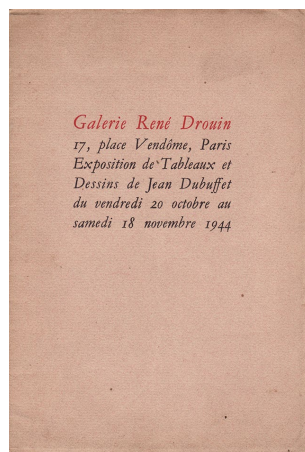 Galerie René Drouin
17, place Vendôme, Paris
Exposition de Tableaux et
Dessins de Jean Dubuffet
du vendredi 20 octobre au
samedi 18 novembre 1944